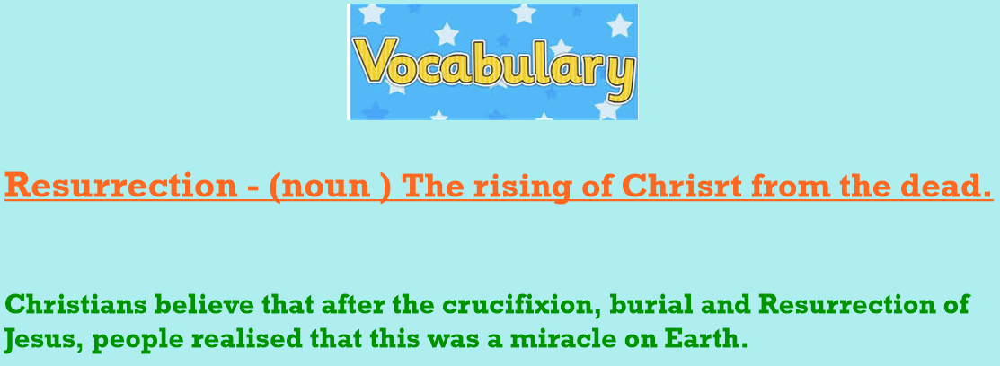 Vocabulary
Resurrection - (noun ) The rising of Chrisrt from the dead.
Christians believe that after the crucifixion, burial and Resurrection of
Jesus, people realised that this was a miracle on Earth.